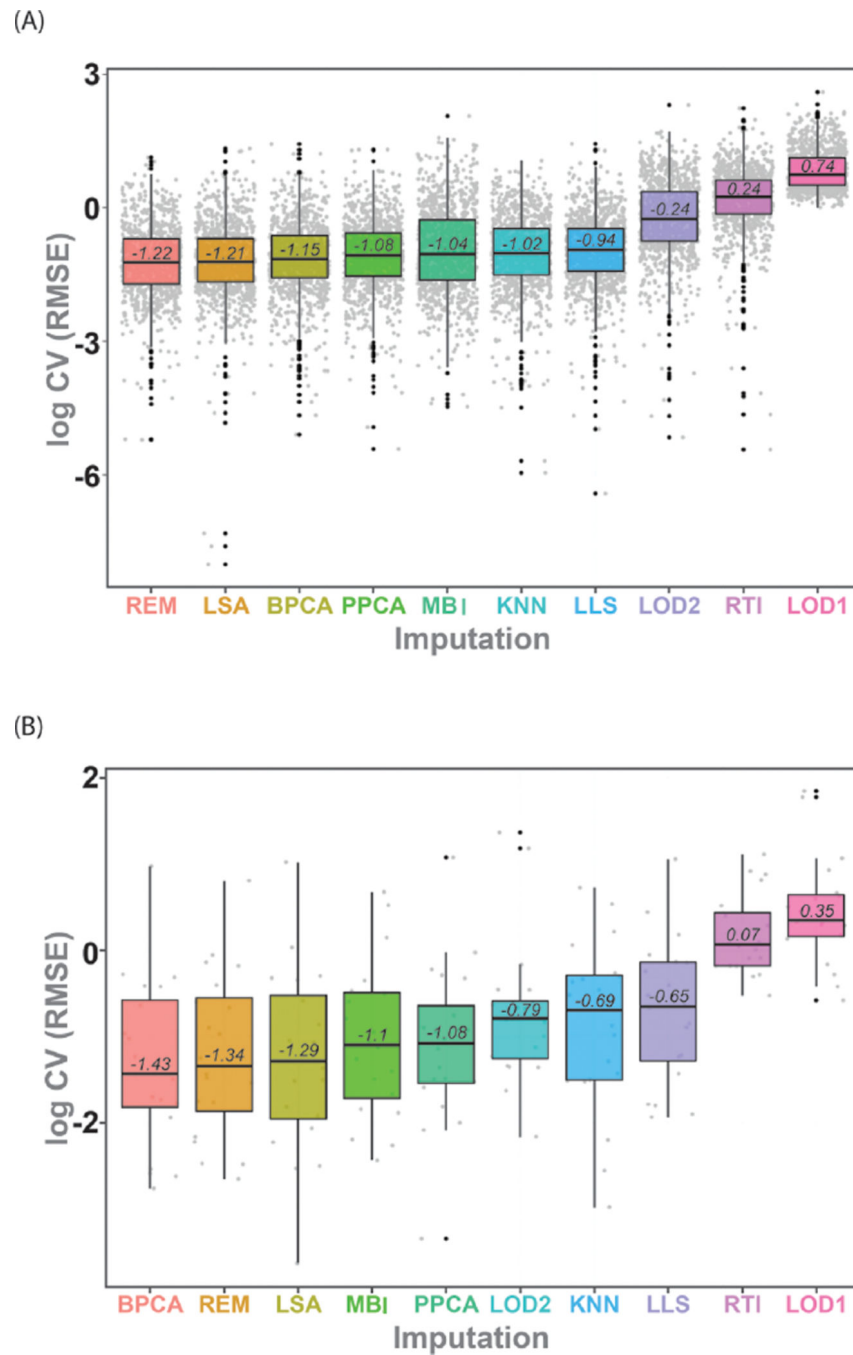 (A)
log CV (RMSE)
3
0
-3
-6
-1.22 -1.21 -1.15 -1.08 -1.04 -1.02 -0.94 -0.24 0.24 0.74
REM LSA BPCA PPCA MBI KNN LLS LOD2 RTI LOD1
Imputation
(B)
log CV (RMSE)
2
0
-2
-1.43 -1.34 -1.29 -1.1 -1.08 -0.79 -0.69 -0.65 0.07 0.35
BPCA REM LSA MBI PPCA LOD2 KNN LLS RTI LOD1
Imputation